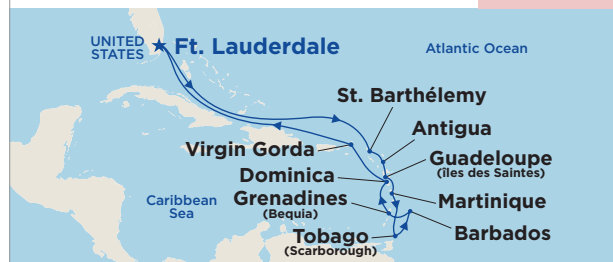 UNITED
STATES
Ft. Lauderdale
Atlantic Ocean
St. Barthélemy
Antigua
Virgin Gorda
Guadeloupe
(îles des Saintes)
Dominica
Caribbean
Sea
Grenadines
(Bequia)
Martinique
Tobago
(Scarborough)
Barbados